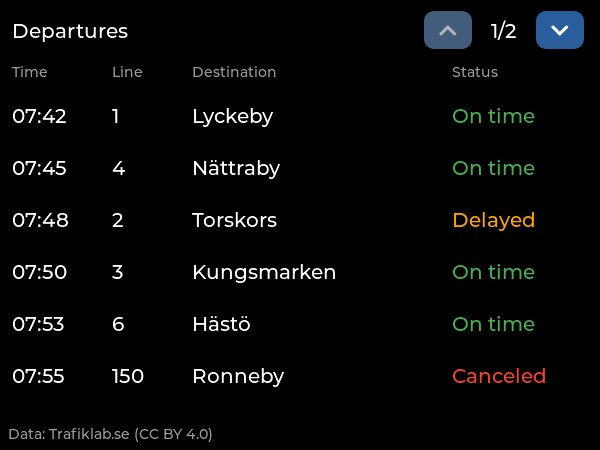 Departures 1/2
Time Line Destination Status
07:42 1 Lyckeby On time
07:45 4 Nättraby On time
07:48 2 Torskors Delayed
07:50 3 Kungsmarken On time
07:53 6 Hästö On time
07:55 150 Ronneby Canceled
Data: Trafiklab.se (CC BY 4.0)